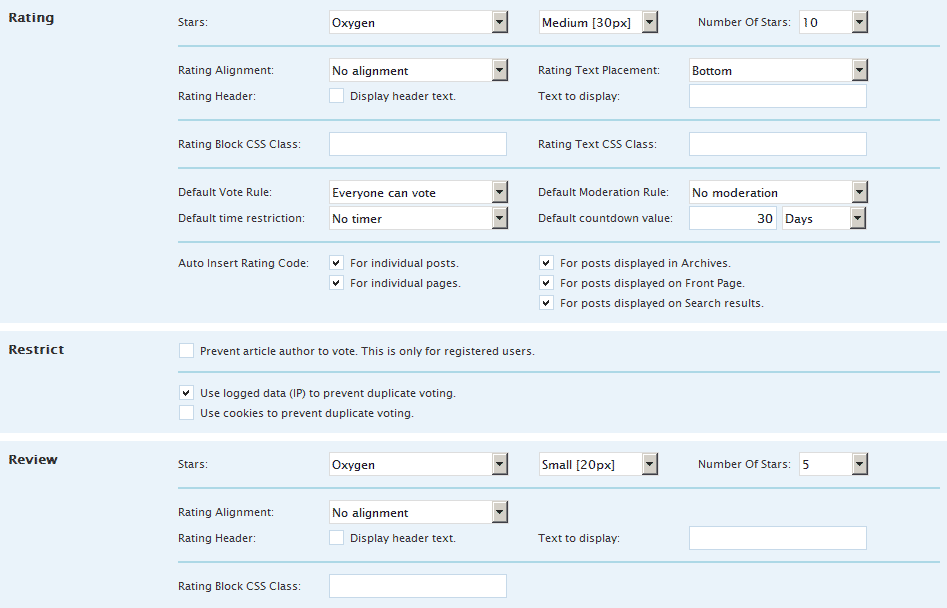 Rating
Stars: Oxygen Medium [30px] Number Of Stars: 10
Rating Alignment: No alignment Rating Text Placement: Bottom
Rating Header: Display header text. Text to display:
Rating Block CSS Class: Rating Text CSS Class:
Default Vote Rule: Everyone can vote Default Moderation Rule: No moderation
Default time restriction: No timer Default countdown value: 30 Days
Auto Insert Rating Code: For individual posts. For posts displayed in Archives.
For individual pages. For posts displayed on Front Page.
For posts displayed on Search results.
Restrict
Prevent article author to vote. This is only for registered users.
Use logged data (IP) to prevent duplicate voting.
Use cookies to prevent duplicate voting.
Review
Stars: Oxygen Small [20px] Number Of Stars: 5
Rating Alignment: No alignment
Rating Header: Display header text. Text to display:
Rating Block CSS Class: